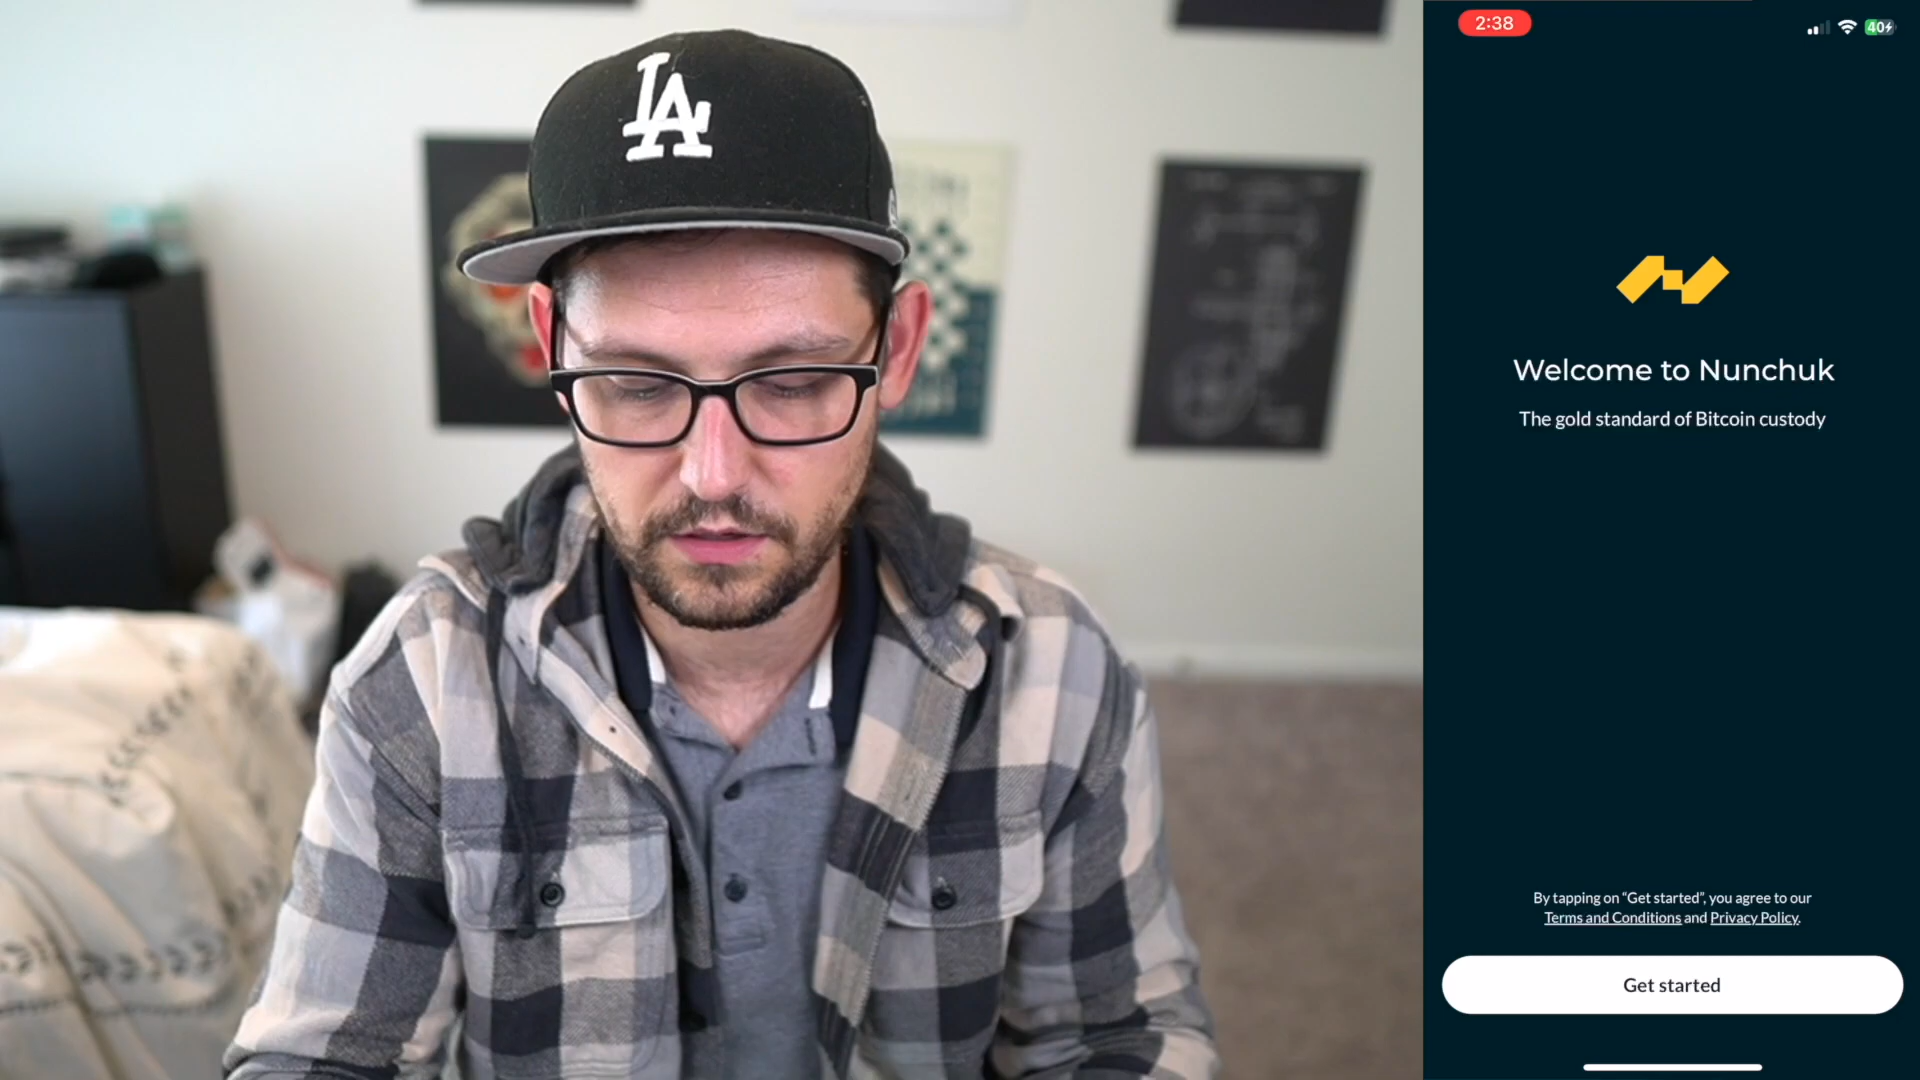 LA
2:38
40
Welcome to Nunchuk
The gold standard of Bitcoin custody
By tapping on “Get started”, you agree to our
Terms and Conditions and Privacy Policy.
Get started